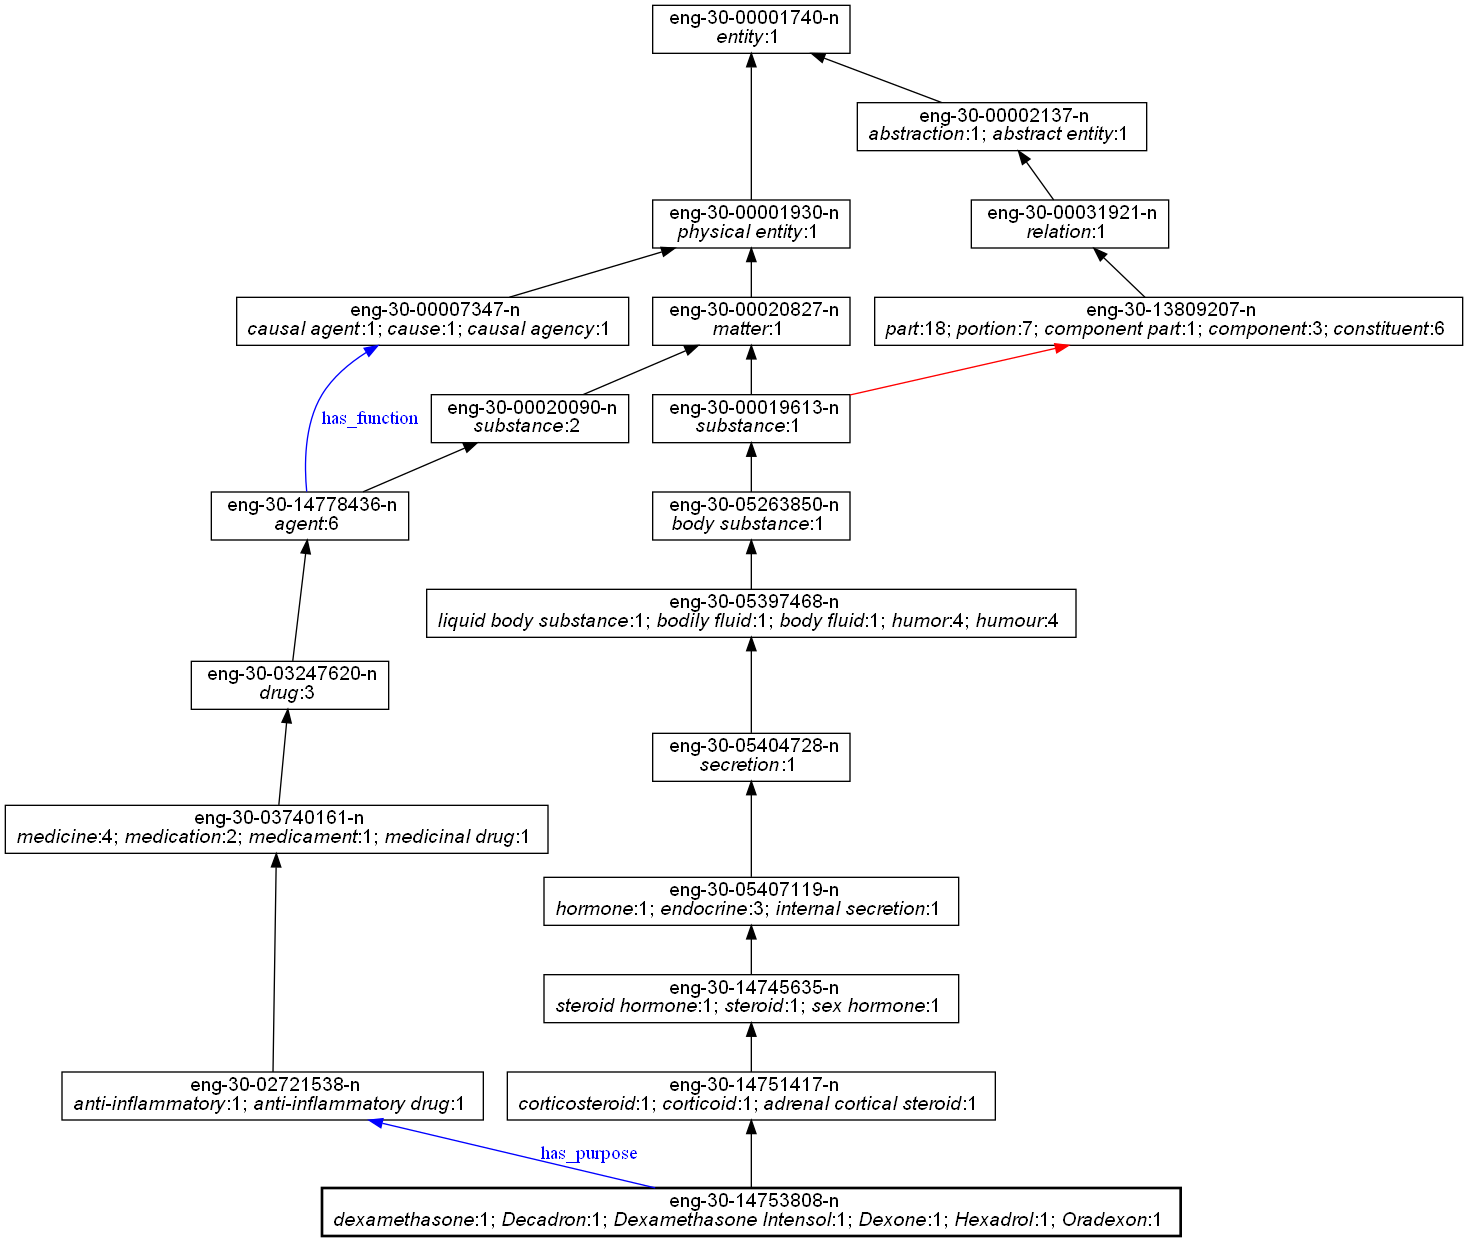 eng-30-00001740-n
entity:1
eng-30-00002137-n
abstraction:1; abstract entity:1
eng-30-00001930-n
physical entity:1
eng-30-00031921-n
relation:1
eng-30-00007347-n
causal agent:1; cause:1; causal agency:1
eng-30-00020827-n
matter:1
eng-30-13809207-n
part:18; portion:7; component part:1; component:3; constituent:6
has_function
eng-30-00020090-n
substance:2
eng-30-00019613-n
substance:1
eng-30-14778436-n
agent:6
eng-30-05263850-n
body substance:1
eng-30-05397468-n
liquid body substance:1; bodily fluid:1; body fluid:1; humor:4; humour:4
eng-30-03247620-n
drug:3
eng-30-05404728-n
secretion:1
eng-30-03740161-n
medicine:4; medication:2; medicament:1; medicinal drug:1
eng-30-05407119-n
hormone:1; endocrine:3; internal secretion:1
eng-30-14745635-n
steroid hormone:1; steroid:1; sex hormone:1
eng-30-02721538-n
anti-inflammatory:1; anti-inflammatory drug:1
eng-30-14751417-n
corticosteroid:1; corticoid:1; adrenal cortical steroid:1
has_purpose
eng-30-14753808-n
dexamethasone:1; Decadron:1; Dexamethasone Intensol:1; Dexone:1; Hexadrol:1; Oradexon:1